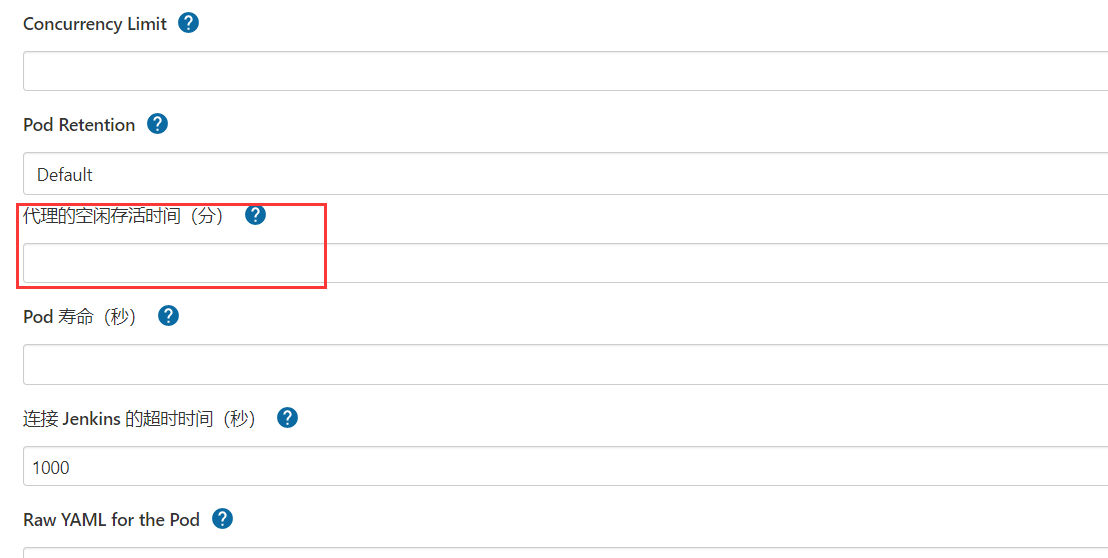 Concurrency Limit ?
Pod Retention ?
Default
代理的空闲存活时间（分） ?
Pod 寿命（秒） ?
连接 Jenkins 的超时时间（秒） ?
1000
Raw YAML for the Pod ?